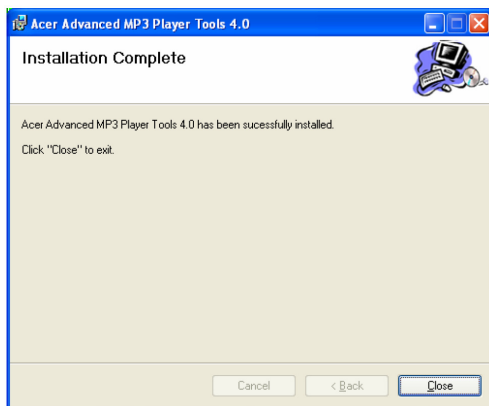 Acer Advanced MP3 Player Tools 4.0
Installation Complete
Acer Advanced MP3 Player Tools 4.0 has been sucessfully installed.
Click "Close" to exit.
Cancel
< Back
Close